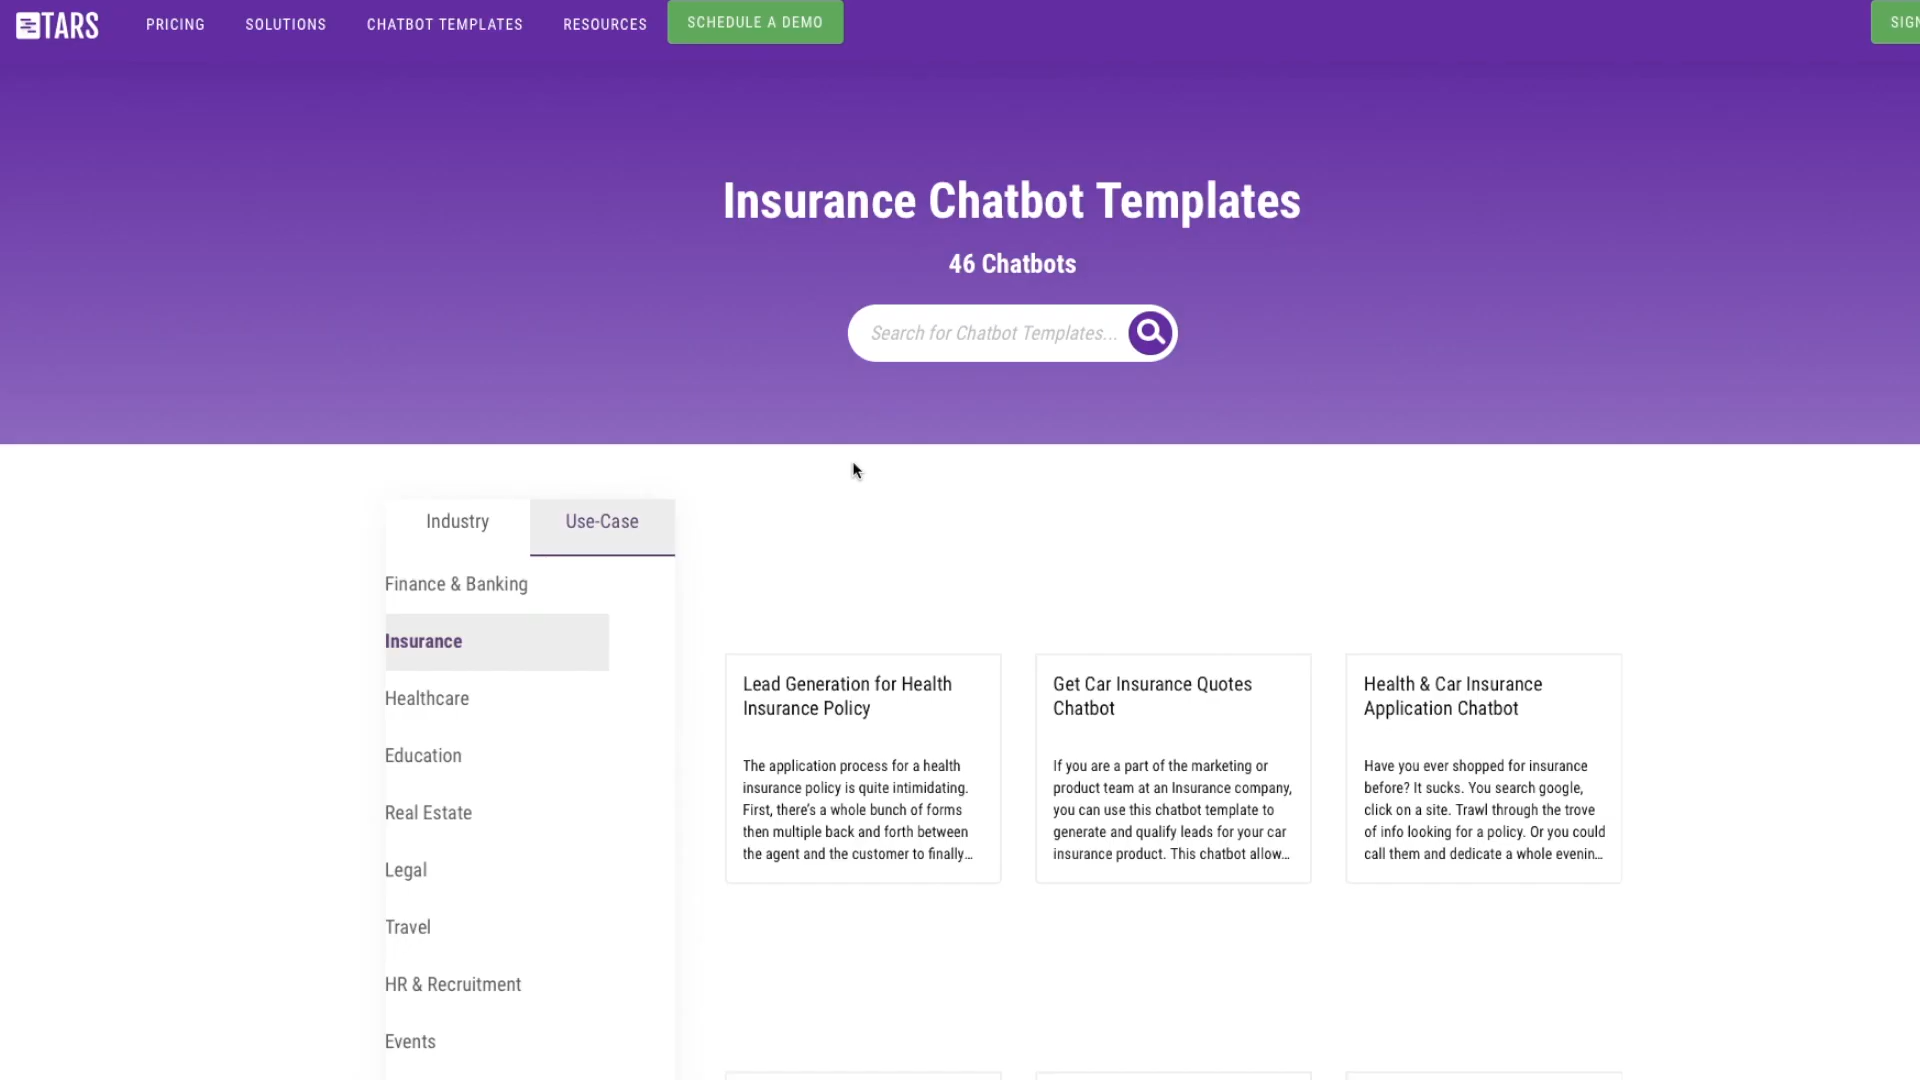 TARS
PRICING
SOLUTIONS
CHATBOT TEMPLATES
RESOURCES
SCHEDULE A DEMO
Insurance Chatbot Templates
46 Chatbots
Search for Chatbot Templates...
Industry
Use-Case
Finance & Banking
Insurance
Healthcare
Education
Real Estate
Legal
Travel
HR & Recruitment
Events
Lead Generation for Health
Insurance Policy
The application process for a health
insurance policy is quite intimidating.
First, there's a whole bunch of forms
then multiple back and forth between
the agent and the customer to finally…
Get Car Insurance Quotes
Chatbot
If you are a part of the marketing or
product team at an Insurance company,
you can use this chatbot template to
generate and qualify leads for your car
insurance product. This chatbot allow…
Health & Car Insurance
Application Chatbot
Have you ever shopped for insurance
before? It sucks. You search google,
click on a site. Trawl through the trove
of info looking for a policy. Or you could
call them and dedicate a whole evenin…